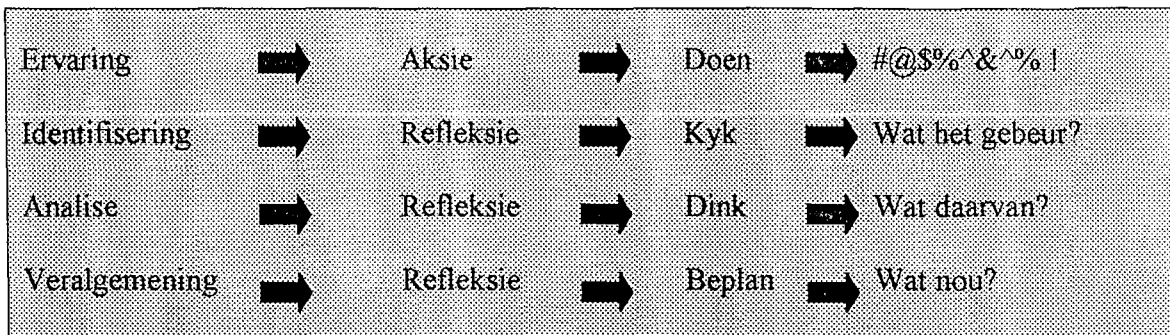 Ervaring Aksie Doen #@$%^&^% !
Identifisering Refleksie Kyk Wat het gebeur?
Analise Refleksie Dink Wat daarvan?
Veralgemening Refleksie Beplan Wat nou?